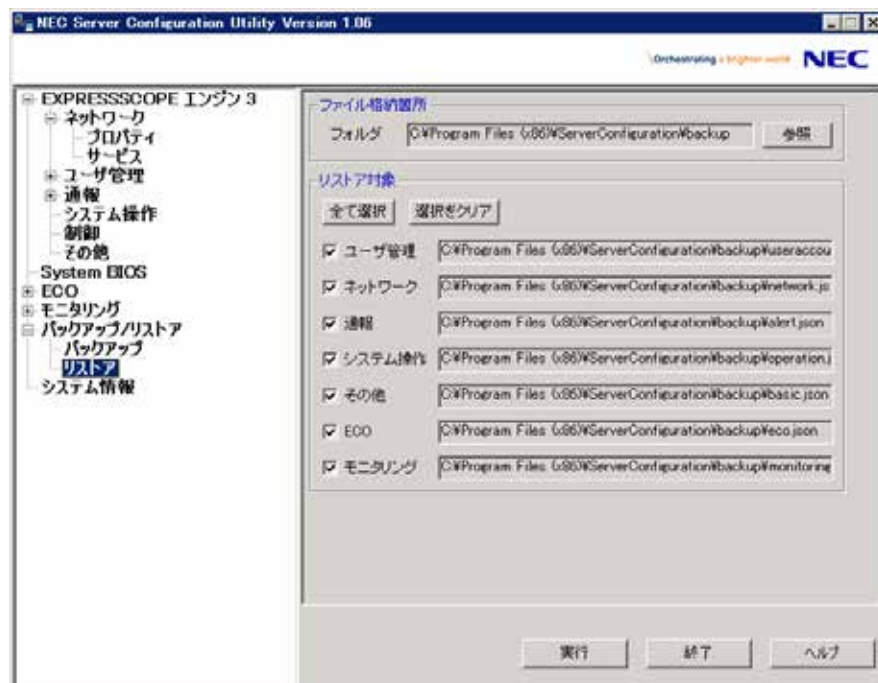 NEC Server Configuration Utility Version 1.06
Orchestrating a brighter world NEC
EXPRESSSCOPE エンジン 3
ネットワーク
プロパティ
サービス
ユーザ管理
通報
システム操作
制御
その他
System BIOS
ECO
モニタリング
バックアップ/リストア
バックアップ
リストア
システム情報
ファイル格納箇所
フォルダ C:¥Program Files (x86)¥ServerConfiguration¥backup 参照
リストア対象
全て選択 選択をクリア
ユーザ管理 C:¥Program Files (x86)¥ServerConfiguration¥backup¥useraccou
ネットワーク C:¥Program Files (x86)¥ServerConfiguration¥backup¥network.js
通報 C:¥Program Files (x86)¥ServerConfiguration¥backup¥alert.json
システム操作 C:¥Program Files (x86)¥ServerConfiguration¥backup¥operation.j
その他 C:¥Program Files (x86)¥ServerConfiguration¥backup¥basic.json
ECO C:¥Program Files (x86)¥ServerConfiguration¥backup¥eco.json
モニタリング C:¥Program Files (x86)¥ServerConfiguration¥backup¥monitoring
実行 終了 ヘルプ